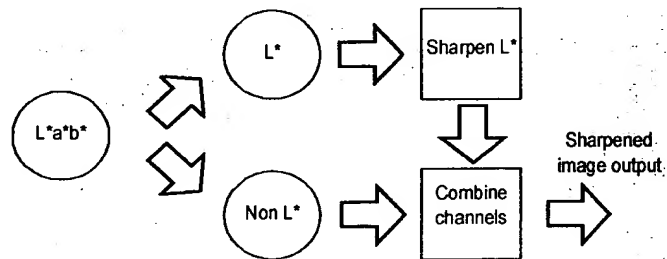 L*
Sharpen L*
L*a*b*
Sharpened
image output
Non L*
Combine
channels